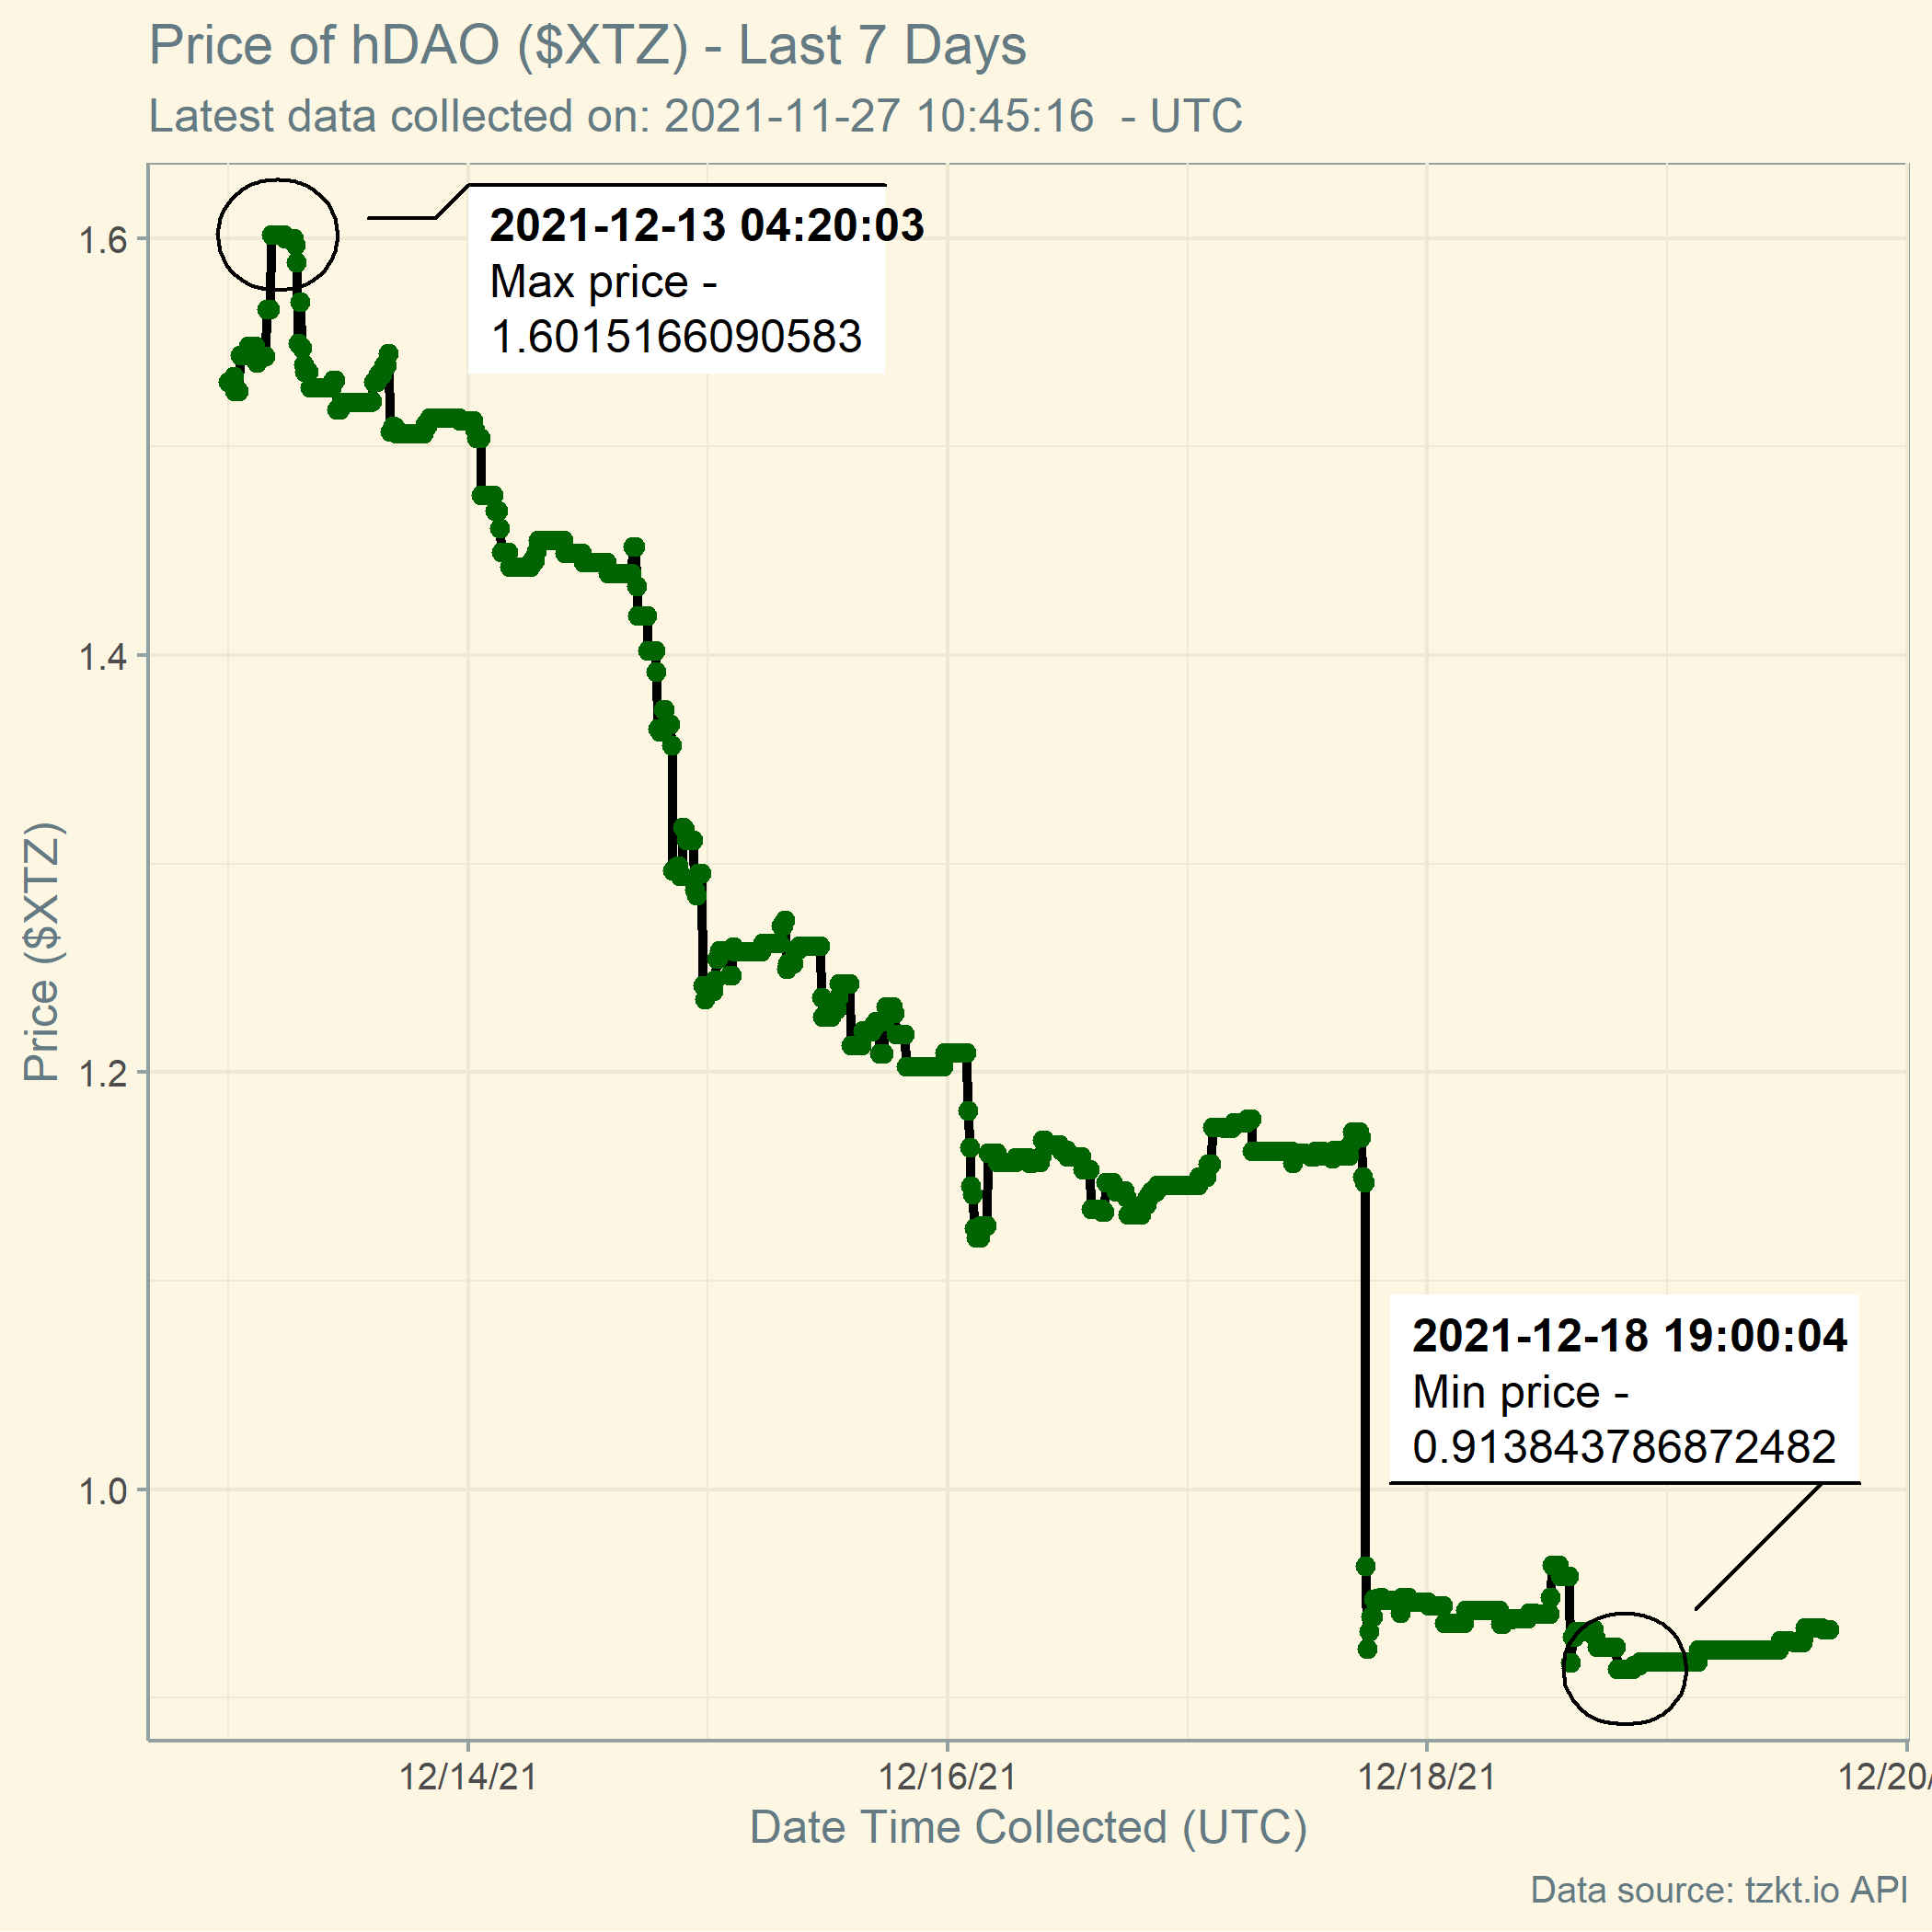 Price of hDAO ($XTZ) - Last 7 Days
Latest data collected on: 2021-11-27 10:45:16  - UTC
2021-12-13 04:20:03
Max price -
1.6015166090583
1.6
1.4
1.2
1.0
Price ($XTZ)
2021-12-18 19:00:04
Min price -
0.913843786872482
12/14/21 12/16/21 12/18/21 12/20/
Date Time Collected (UTC)
Data source: tzkt.io API